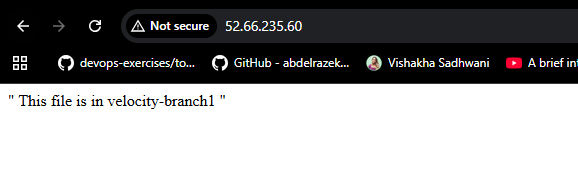 Not secure 52.66.235.60
devops-exercises/to... GitHub - abdelrazek... Vishakha Sadhwani A brief int
" This file is in velocity-branch1 "